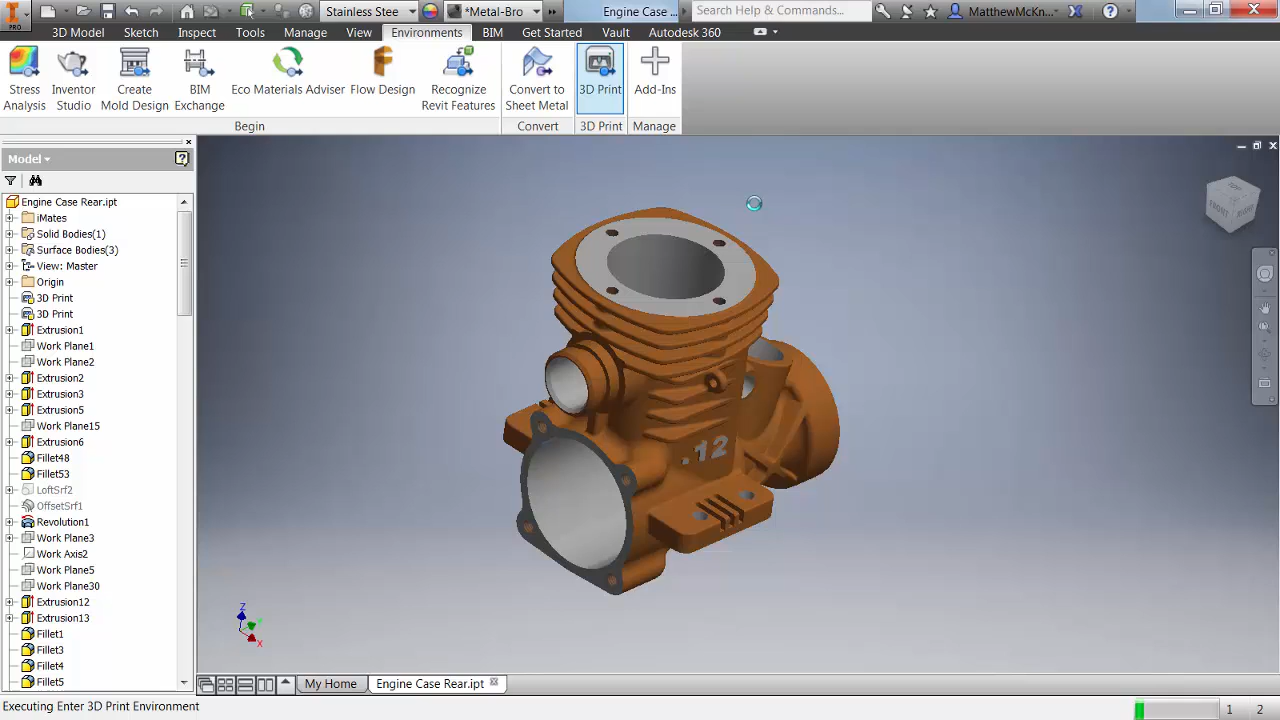 PRO
Stainless Stee
*Metal-Bro
Engine Case ...
Search Help & Commands...
MatthewMcKn...
3D Model
Sketch
Inspect
Tools
Manage
View
Environments
BIM
Get Started
Vault
Autodesk 360
Stress Analysis
Inventor Studio
Create Mold Design
BIM Exchange
Eco Materials Adviser
Flow Design
Recognize Revit Features
Convert to Sheet Metal
3D Print
Add-Ins
Begin
Convert
3D Print
Manage
Model
Engine Case Rear.ipt
iMates
Solid Bodies(1)
Surface Bodies(3)
View: Master
Origin
3D Print
3D Print
Extrusion1
Work Plane1
Work Plane2
Extrusion2
Extrusion3
Extrusion5
Work Plane15
Extrusion6
Fillet48
Fillet53
LoftSrf2
OffsetSrf1
Revolution1
Work Plane3
Work Axis2
Work Plane5
Work Plane30
Extrusion12
Extrusion13
Fillet1
Fillet3
Fillet4
Fillet5
.12
TOP
FRONT
RIGHT
Z
X
My Home
Engine Case Rear.ipt
Executing Enter 3D Print Environment
1
2